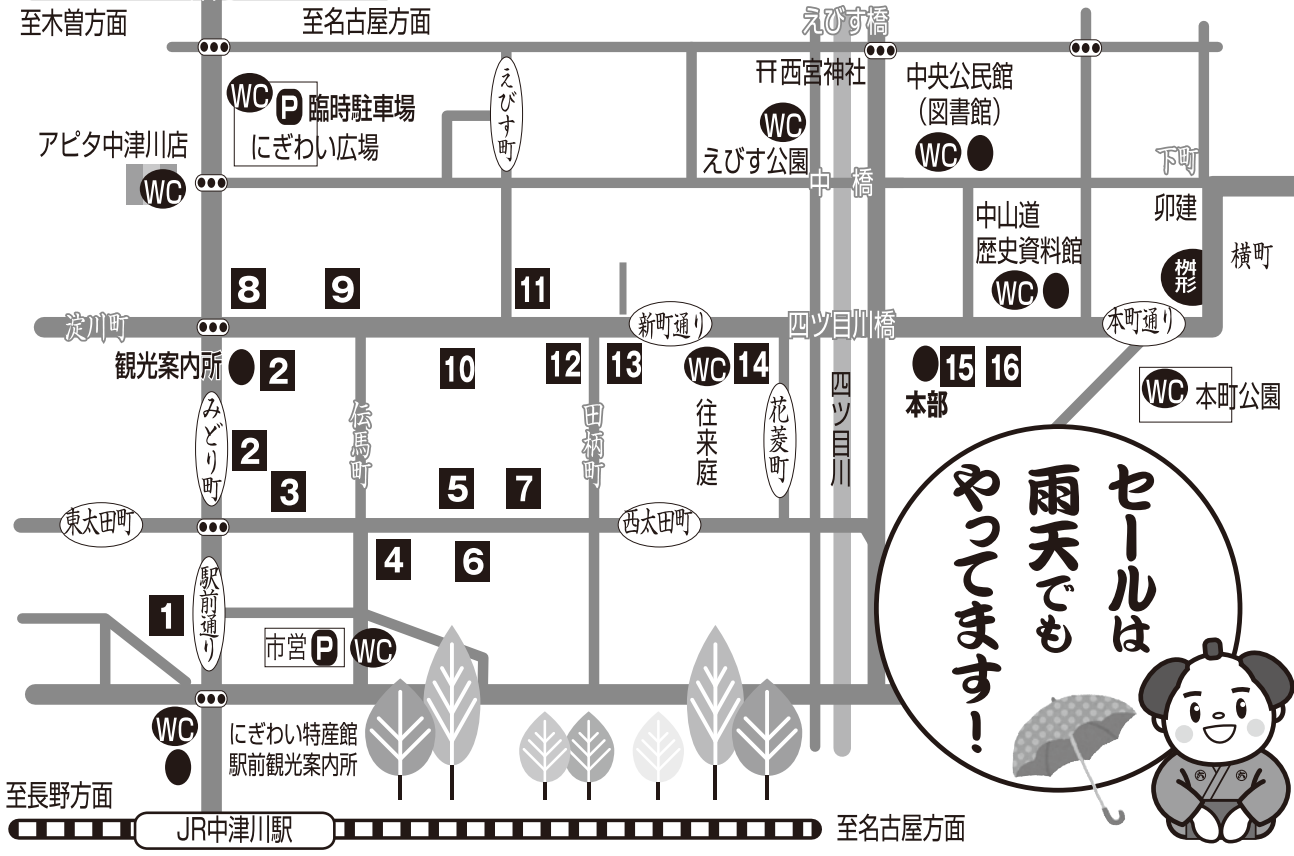 至木曽方面
至名古屋方面
えびす橋
WC
P 臨時駐車場
にぎわい広場
えびす町
西宮神社
WC
えびす公園
中央公民館
（図書館）
WC
アピタ中津川店
WC
中橋
下町
中山道
歴史資料館
WC
卯建
桝形
横町
8
9
11
淀川町
新町通り
四ツ目川橋
本町通り
観光案内所
2
10
12
13
WC
往来庭
14
15
16
本部
WC
本町公園
みどり町
2
3
伝馬町
5
7
田柄町
花菱町
四ツ目川
東太田町
西太田町
4
6
1
駅前通り
市営 P
WC
WC
にぎわい特産館
駅前観光案内所
至長野方面
JR中津川駅
至名古屋方面
セールは
雨天でも
やってます！